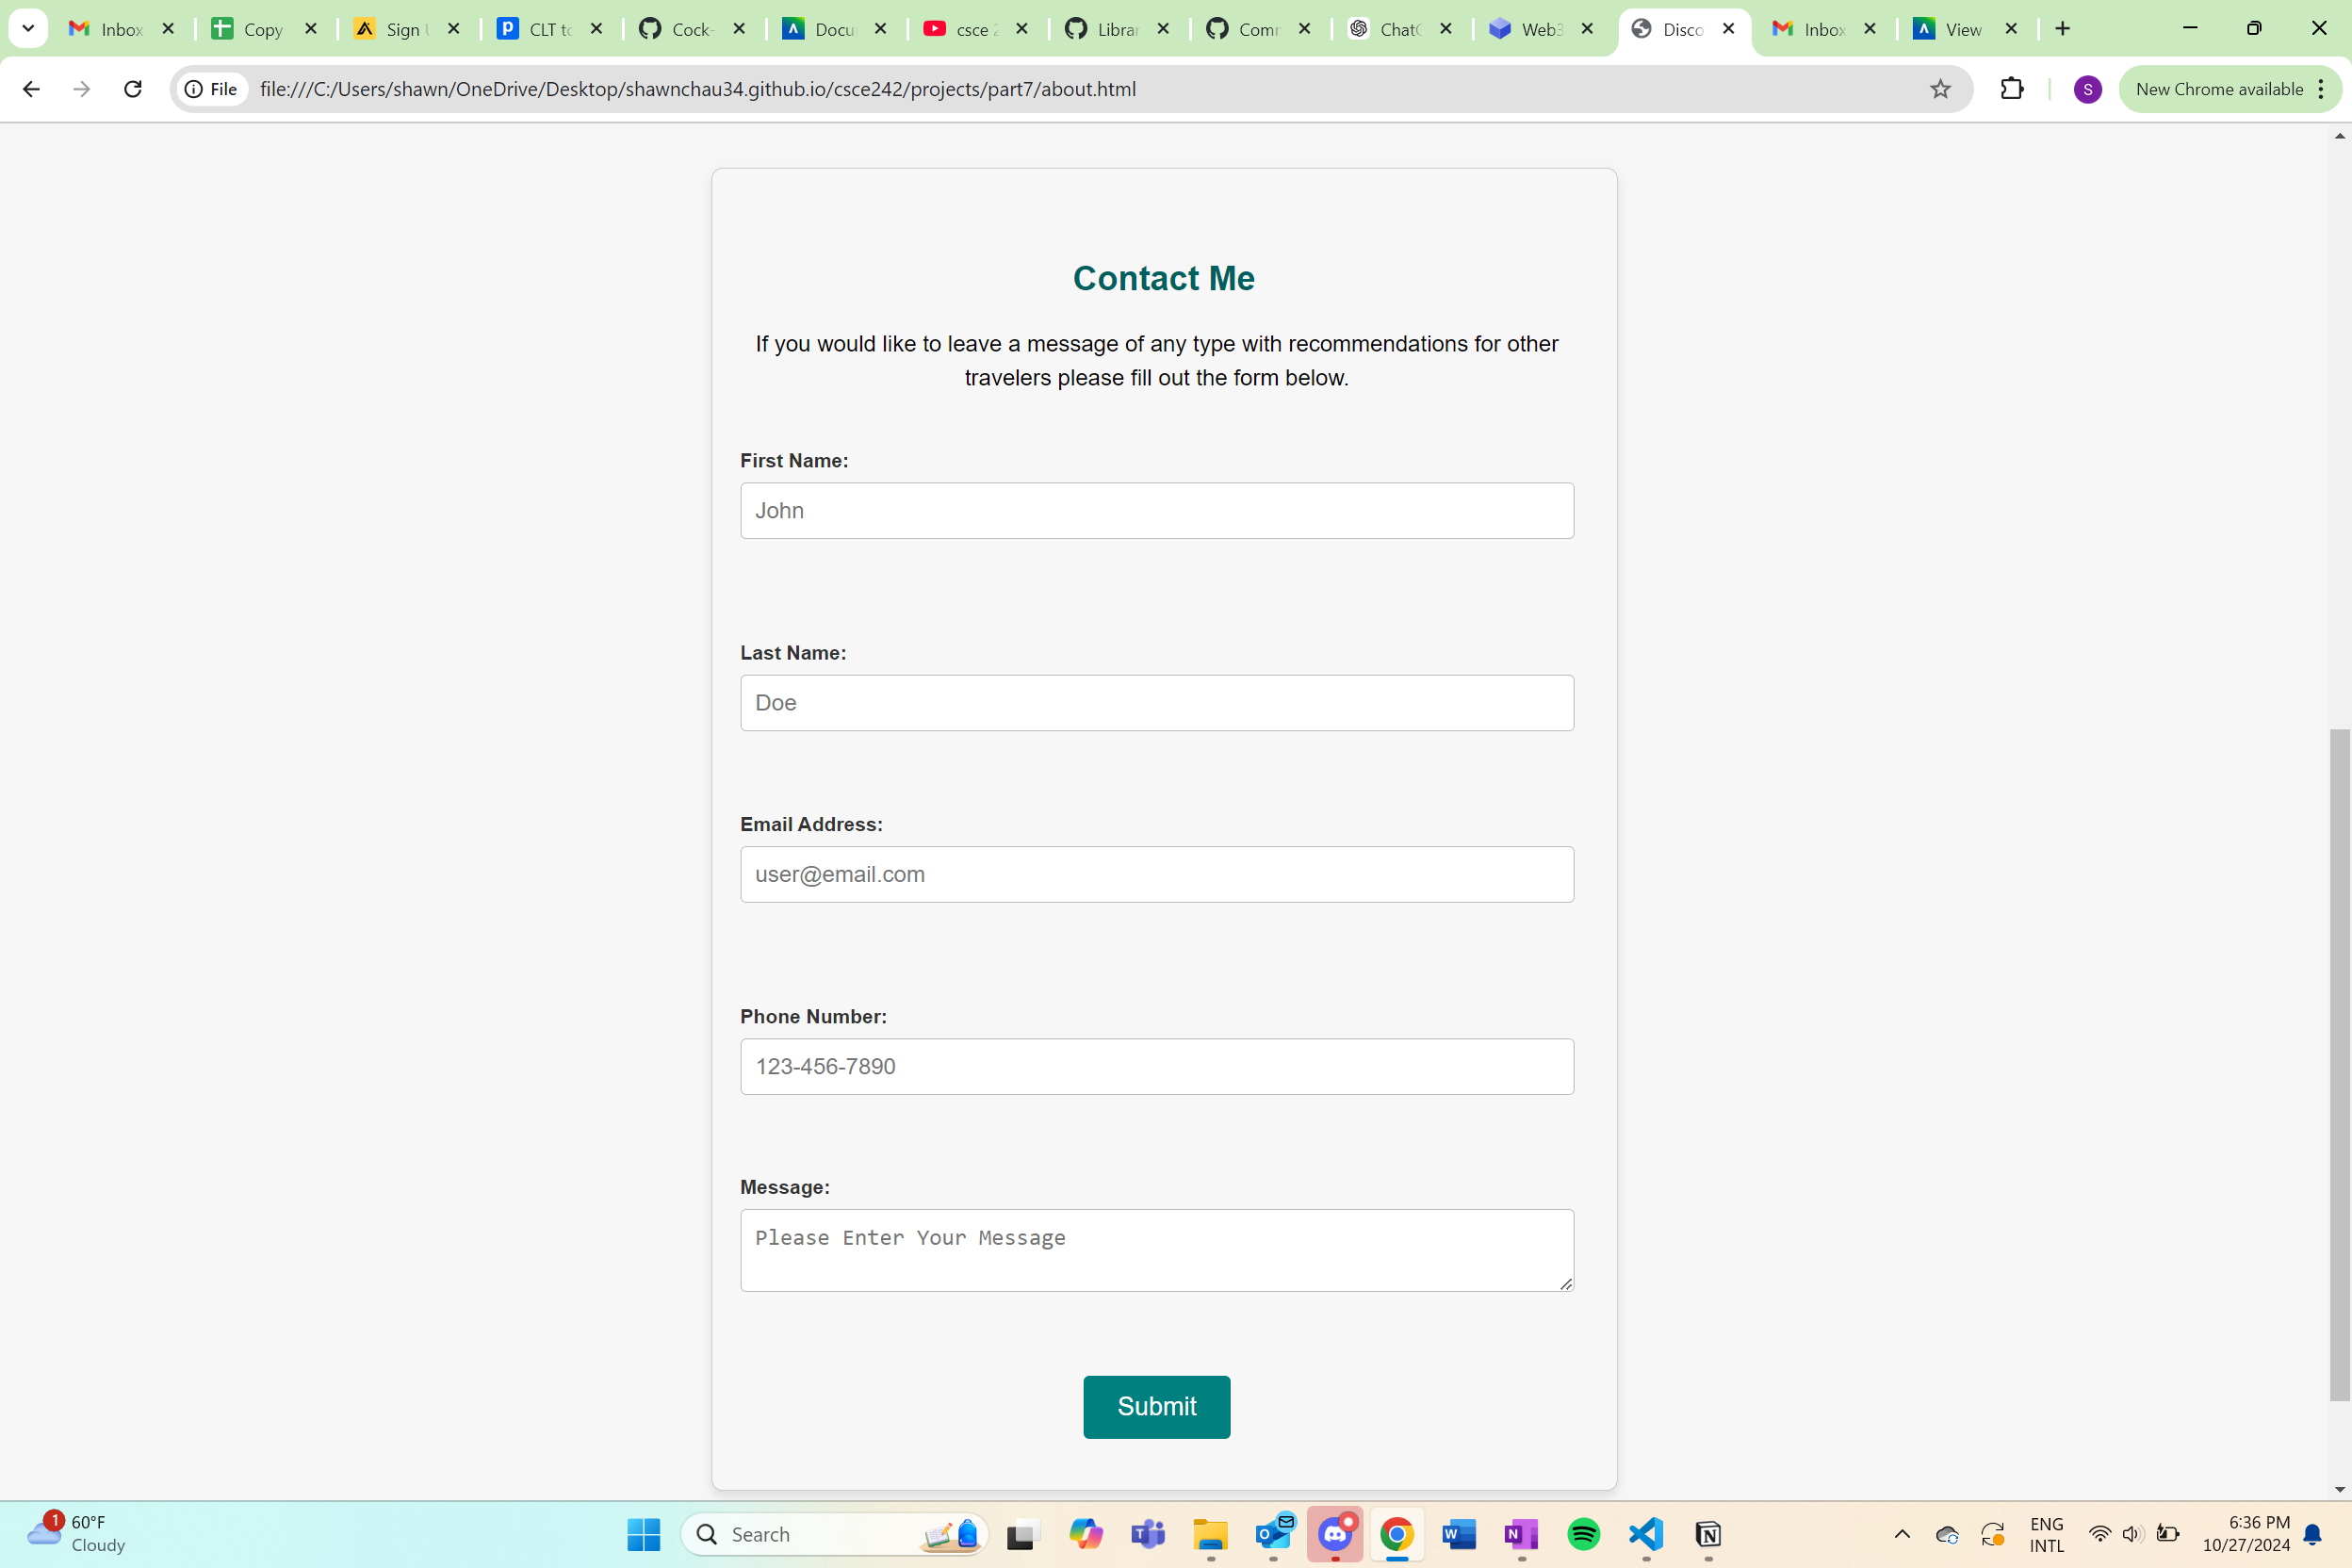 Inbox
Copy
Sign
CLT to
Cock-
Docu
csce 2
Librar
Comr
ChatG
Web3
Disco
Inbox
View
File
file:///C:/Users/shawn/OneDrive/Desktop/shawnchau34.github.io/csce242/projects/part7/about.html
S
New Chrome available
Contact Me
If you would like to leave a message of any type with recommendations for other
travelers please fill out the form below.
First Name:
John
Last Name:
Doe
Email Address:
user@email.com
Phone Number:
123-456-7890
Message:
Please Enter Your Message
Submit
1
60°F
Cloudy
Search
ENG
INTL
6:36 PM
10/27/2024